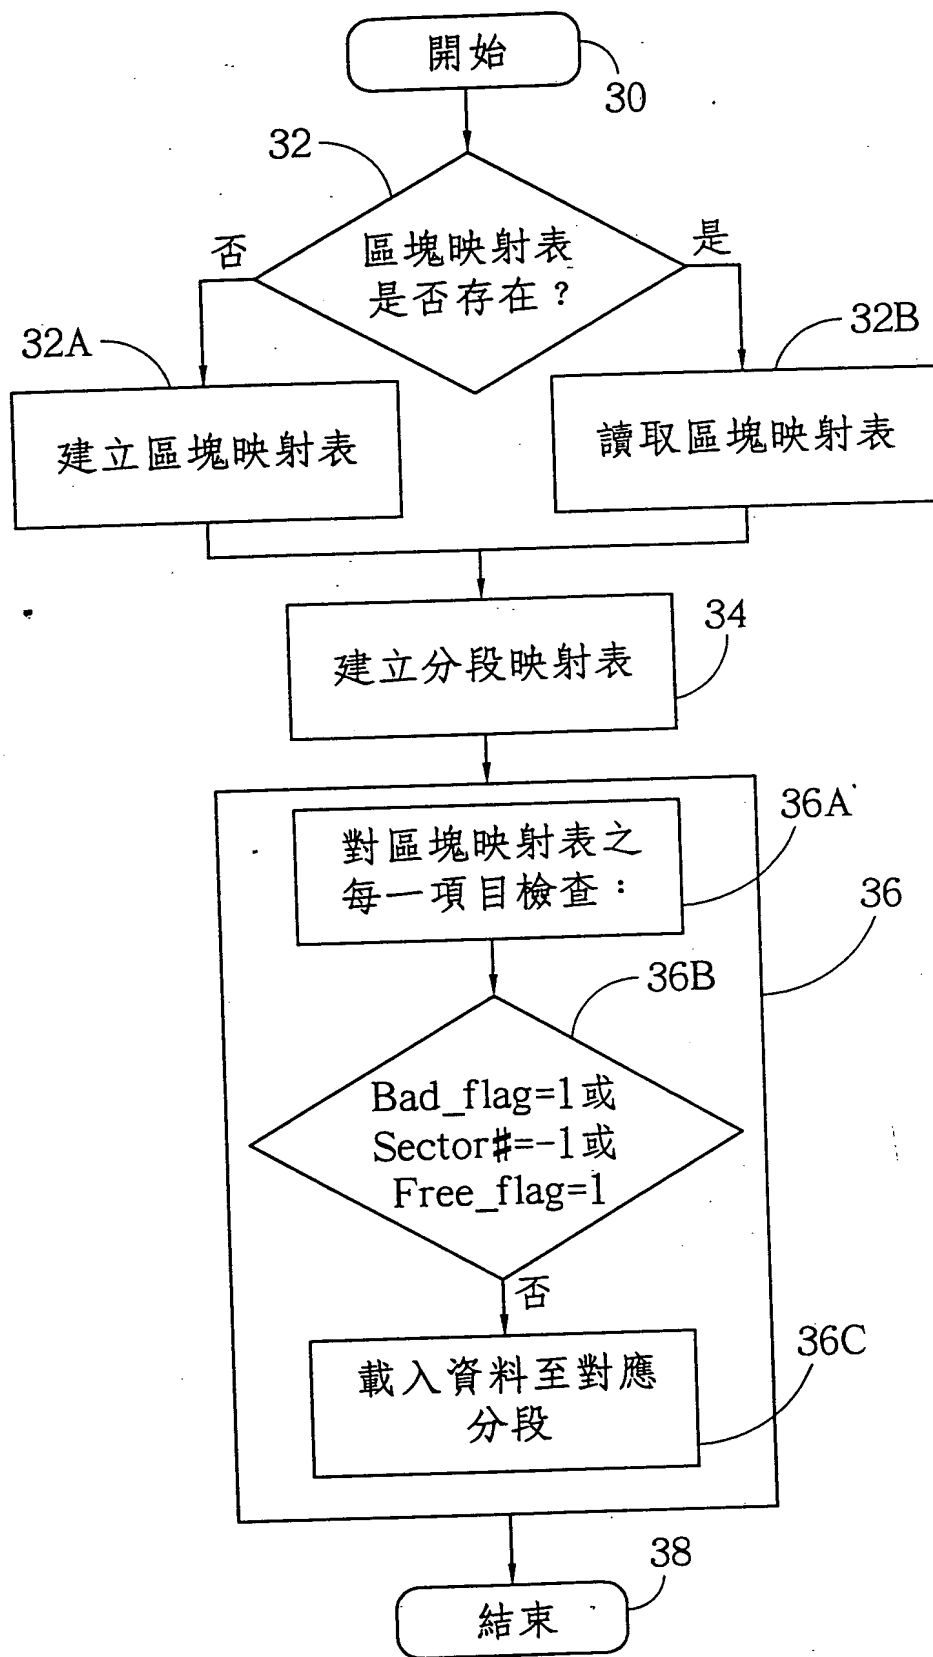 開始
30
32
區塊映射表
是否存在?
否
是
32A
32B
建立區塊映射表
讀取區塊映射表
建立分段映射表
34
36A
對區塊映射表之
每一項目檢查:
36
36B
Bad_flag=1或
Sector#=-1或
Free_flag=1
否
36C
載入資料至對應
分段
38
結束